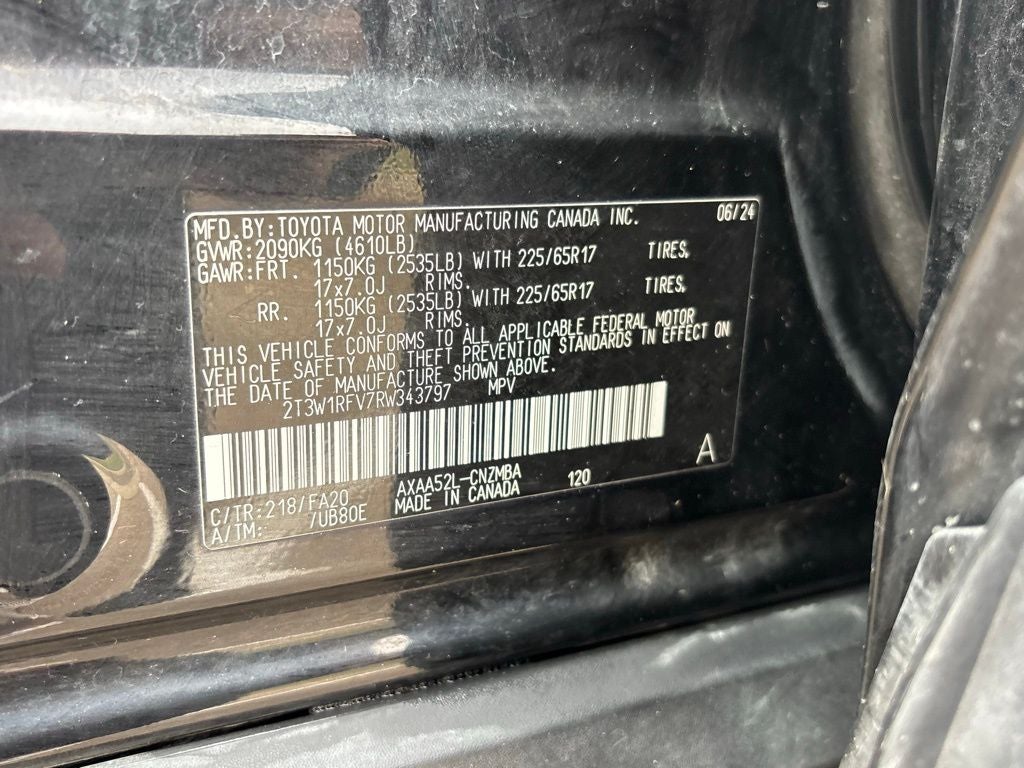 MFD.BY:TOYOTA MOTOR MANUFACTURING CANADA INC. 06/24
GVWR:2090KG (4610LB)
GAWR:FRT. 1150KG (2535LB) WITH 225/65R17 TIRES,
17x7.0J RIMS,
RR. 1150KG (2535LB) WITH 225/65R17 TIRES,
17x7.0J RIMS,
THIS VEHICLE CONFORMS TO ALL APPLICABLE FEDERAL MOTOR
VEHICLE SAFETY AND THEFT PREVENTION STANDARDS IN EFFECT ON
THE DATE OF MANUFACTURE SHOWN ABOVE.
2T3W1RFV7RW343797 MPV
A
C/TR:218/FA20 AXAA52L-CNZMBA 120
A/TM: /UB80E MADE IN CANADA